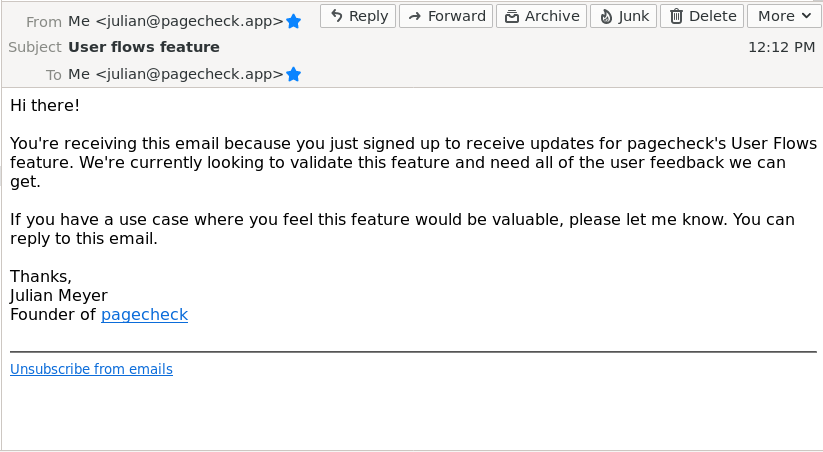 From Me <julian@pagecheck.app> Reply Forward Archive Junk Delete More
Subject User flows feature 12:12 PM
To Me <julian@pagecheck.app>
Hi there!
You're receiving this email because you just signed up to receive updates for pagecheck's User Flows
feature. We're currently looking to validate this feature and need all of the user feedback we can
get.
If you have a use case where you feel this feature would be valuable, please let me know. You can
reply to this email.
Thanks,
Julian Meyer
Founder of pagecheck
Unsubscribe from emails